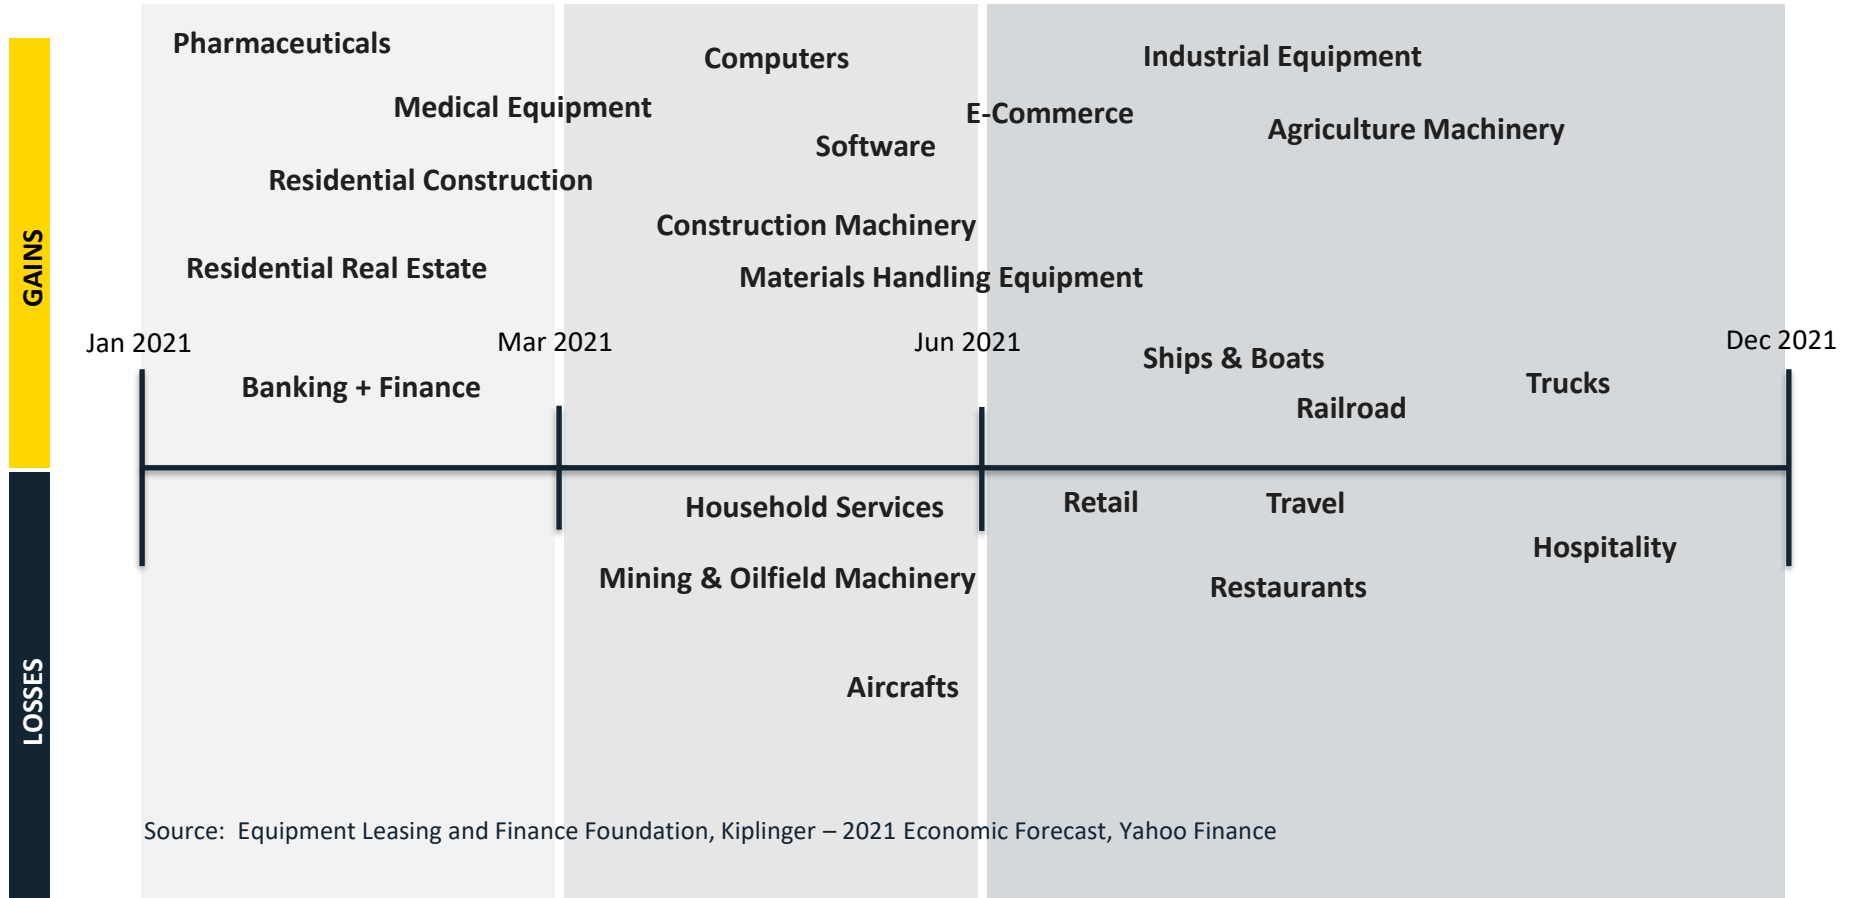 Pharmaceuticals
Computers
Industrial Equipment
Medical Equipment
E-Commerce
Agriculture Machinery
Software
Residential Construction
Construction Machinery
GAINS
Residential Real Estate
Materials Handling Equipment
Jan 2021
Mar 2021
Jun 2021
Dec 2021
Ships & Boats
Banking + Finance
Trucks
Railroad
Household Services
Retail
Travel
Hospitality
Mining & Oilfield Machinery
Restaurants
LOSSES
Aircrafts
Source: Equipment Leasing and Finance Foundation, Kiplinger – 2021 Economic Forecast, Yahoo Finance